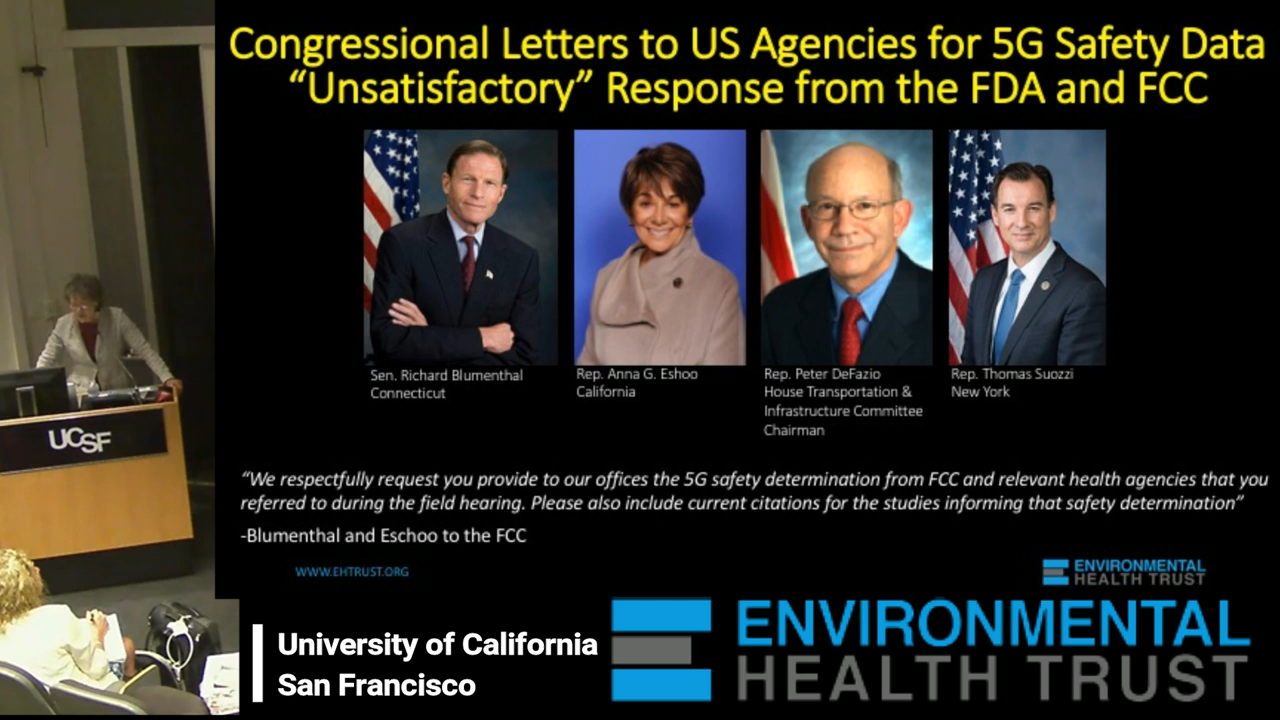 Congressional Letters to US Agencies for 5G Safety Data
“Unsatisfactory” Response from the FDA and FCC
Sen. Richard Blumenthal
Connecticut
Rep. Anna G. Eshoo
California
Rep. Peter DeFazio
House Transportation &
Infrastructure Committee
Chairman
Rep. Thomas Suozzi
New York
UCSF
“We respectfully request you provide to our offices the 5G safety determination from FCC and relevant health agencies that you
referred to during the field hearing. Please also include current citations for the studies informing that safety determination”
-Blumenthal and Eschoo to the FCC
WWW.EHTRUST.ORG
ENVIRONMENTAL
HEALTH TRUST
University of California
San Francisco
ENVIRONMENTAL
HEALTH TRUST